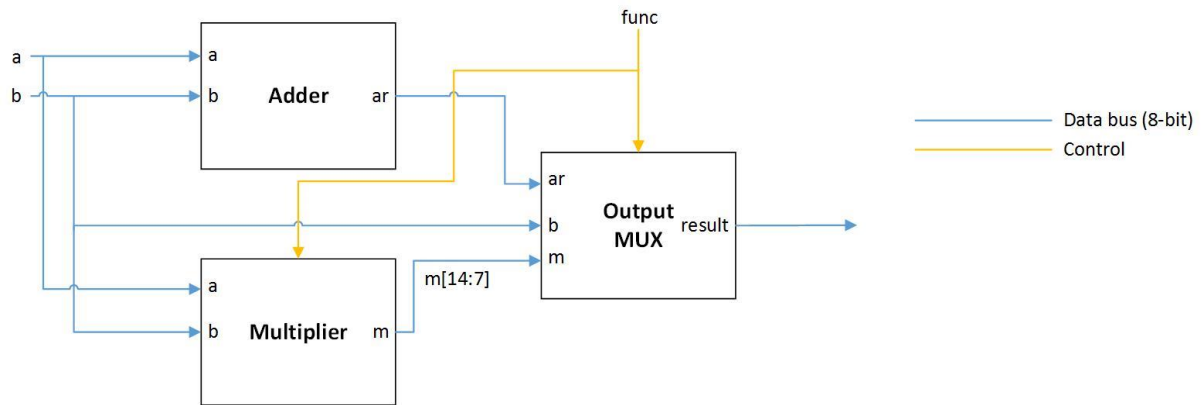 func
a
b
a
b
Adder
ar
Data bus (8-bit)
Control
ar
b
m
Output
MUX
result
m[14:7]
a
b
Multiplier
m